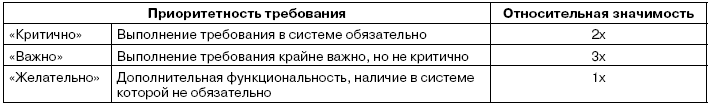 Приоритетность требования Относительная значимость
«Критично» Выполнение требования в системе обязательно 2x
«Важно» Выполнение требования крайне важно, но не критично 3x
«Желательно» Дополнительная функциональность, наличие в системе 1x
которой не обязательно